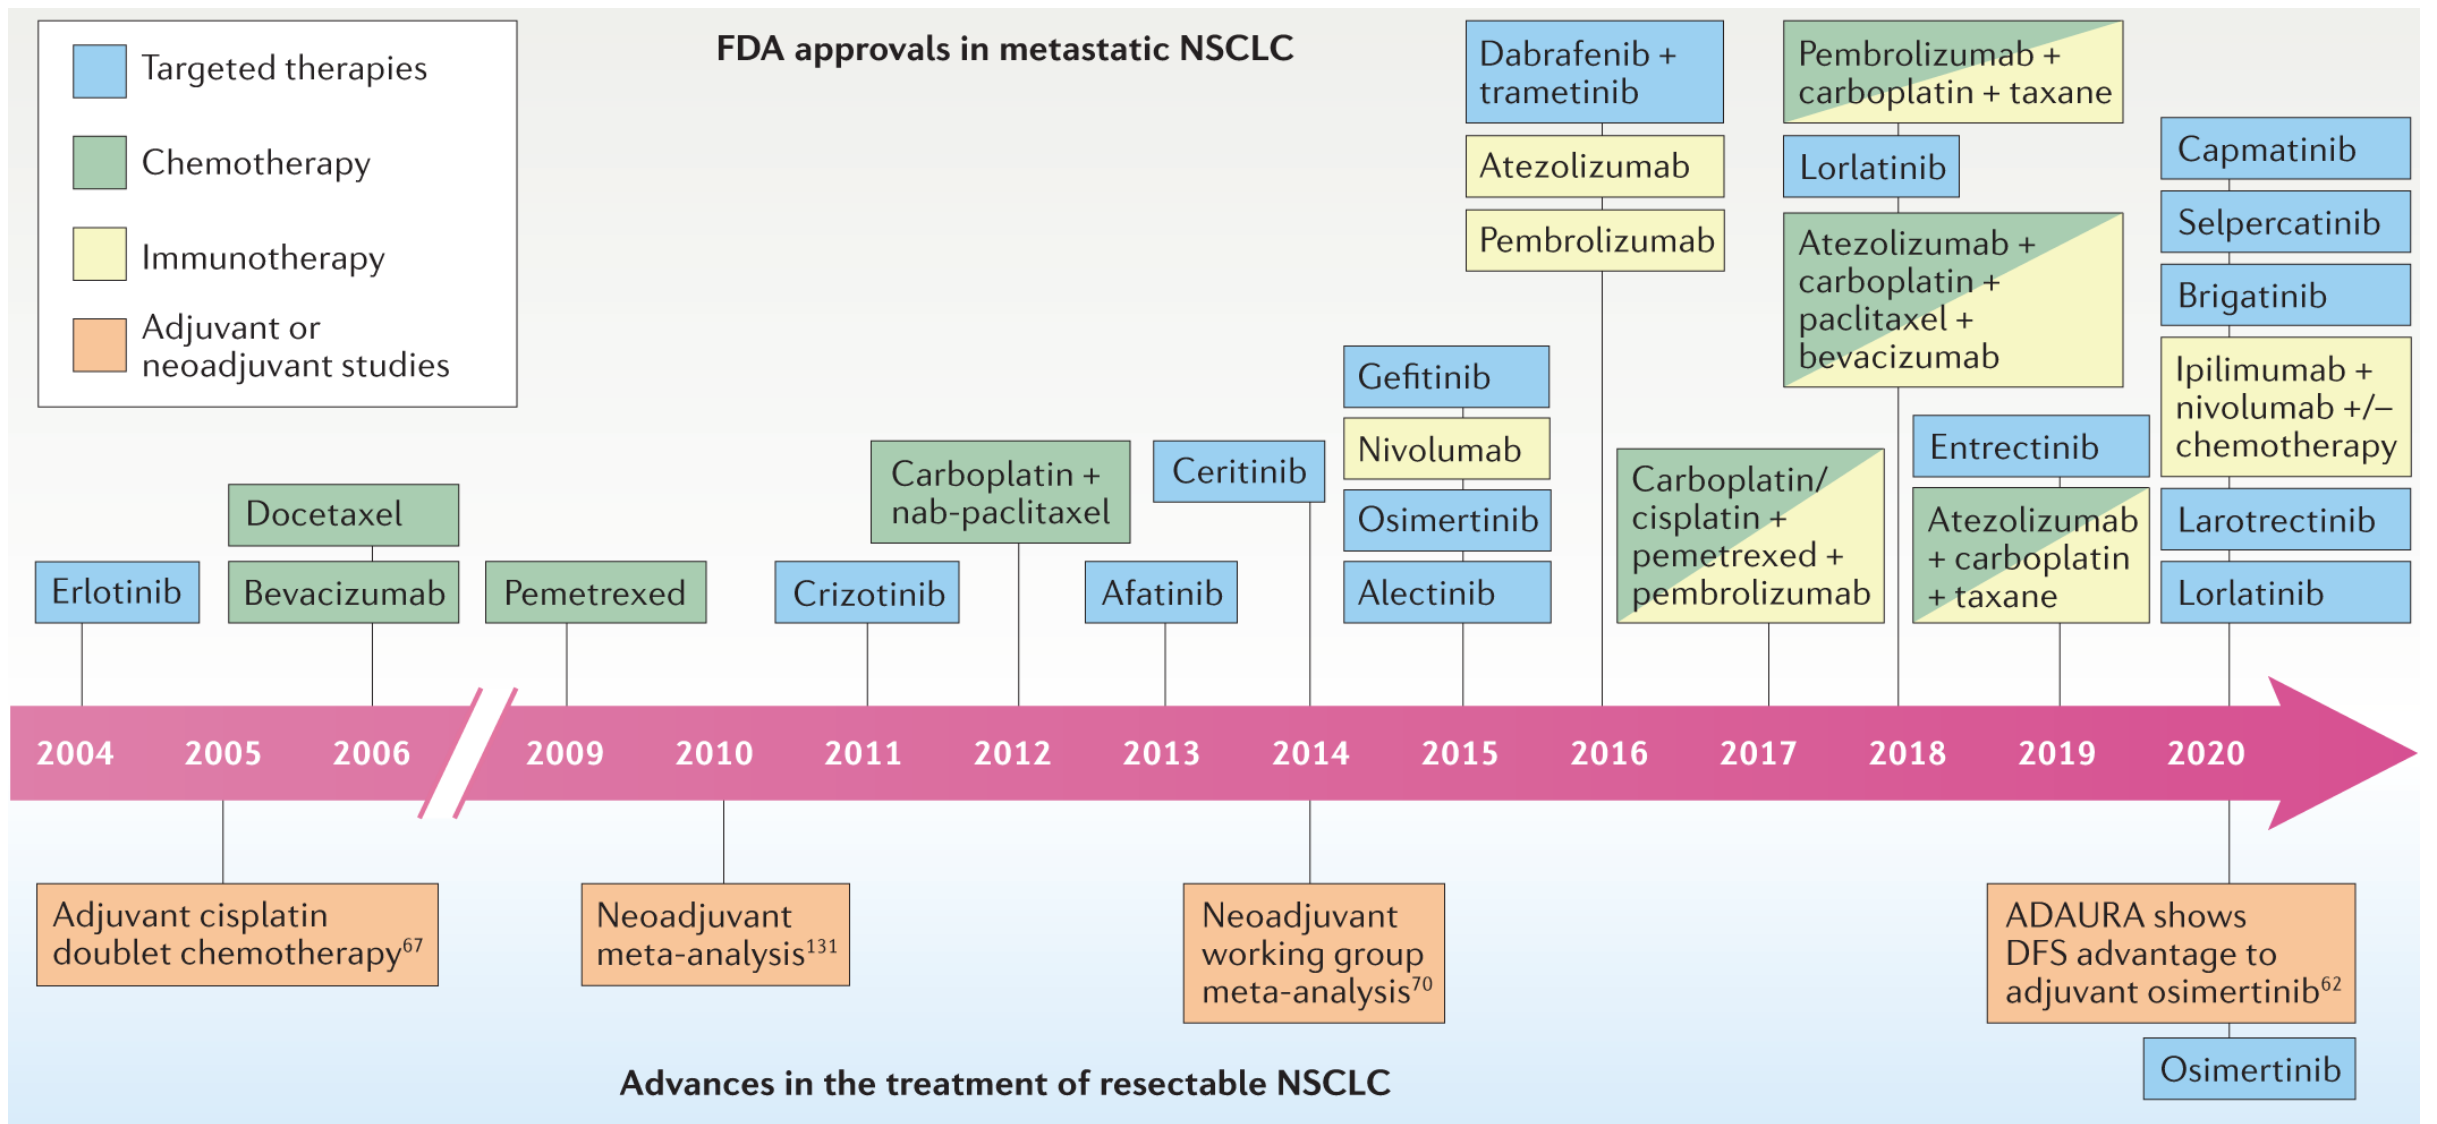 Targeted therapies
Chemotherapy
Immunotherapy
Adjuvant or
neoadjuvant studies
FDA approvals in metastatic NSCLC
Erlotinib
Docetaxel
Bevacizumab
Pemetrexed
Crizotinib
Carboplatin +
nab-paclitaxel
Afatinib
Ceritinib
Gefitinib
Nivolumab
Osimertinib
Alectinib
Dabrafenib +
trametinib
Atezolizumab
Pembrolizumab
Carboplatin/
cisplatin +
pemetrexed +
pembrolizumab
Pembrolizumab +
carboplatin + taxane
Lorlatinib
Atezolizumab +
carboplatin +
paclitaxel +
bevacizumab
Entrectinib
Atezolizumab
+ carboplatin
+ taxane
Capmatinib
Selpercatinib
Brigatinib
Ipilimumab +
nivolumab +/–
chemotherapy
Larotrectinib
Lorlatinib
2004 2005 2006 2009 2010 2011 2012 2013 2014 2015 2016 2017 2018 2019 2020
Adjuvant cisplatin
doublet chemotherapy67
Neoadjuvant
meta-analysis131
Neoadjuvant
working group
meta-analysis70
ADAURA shows
DFS advantage to
adjuvant osimertinib62
Osimertinib
Advances in the treatment of resectable NSCLC